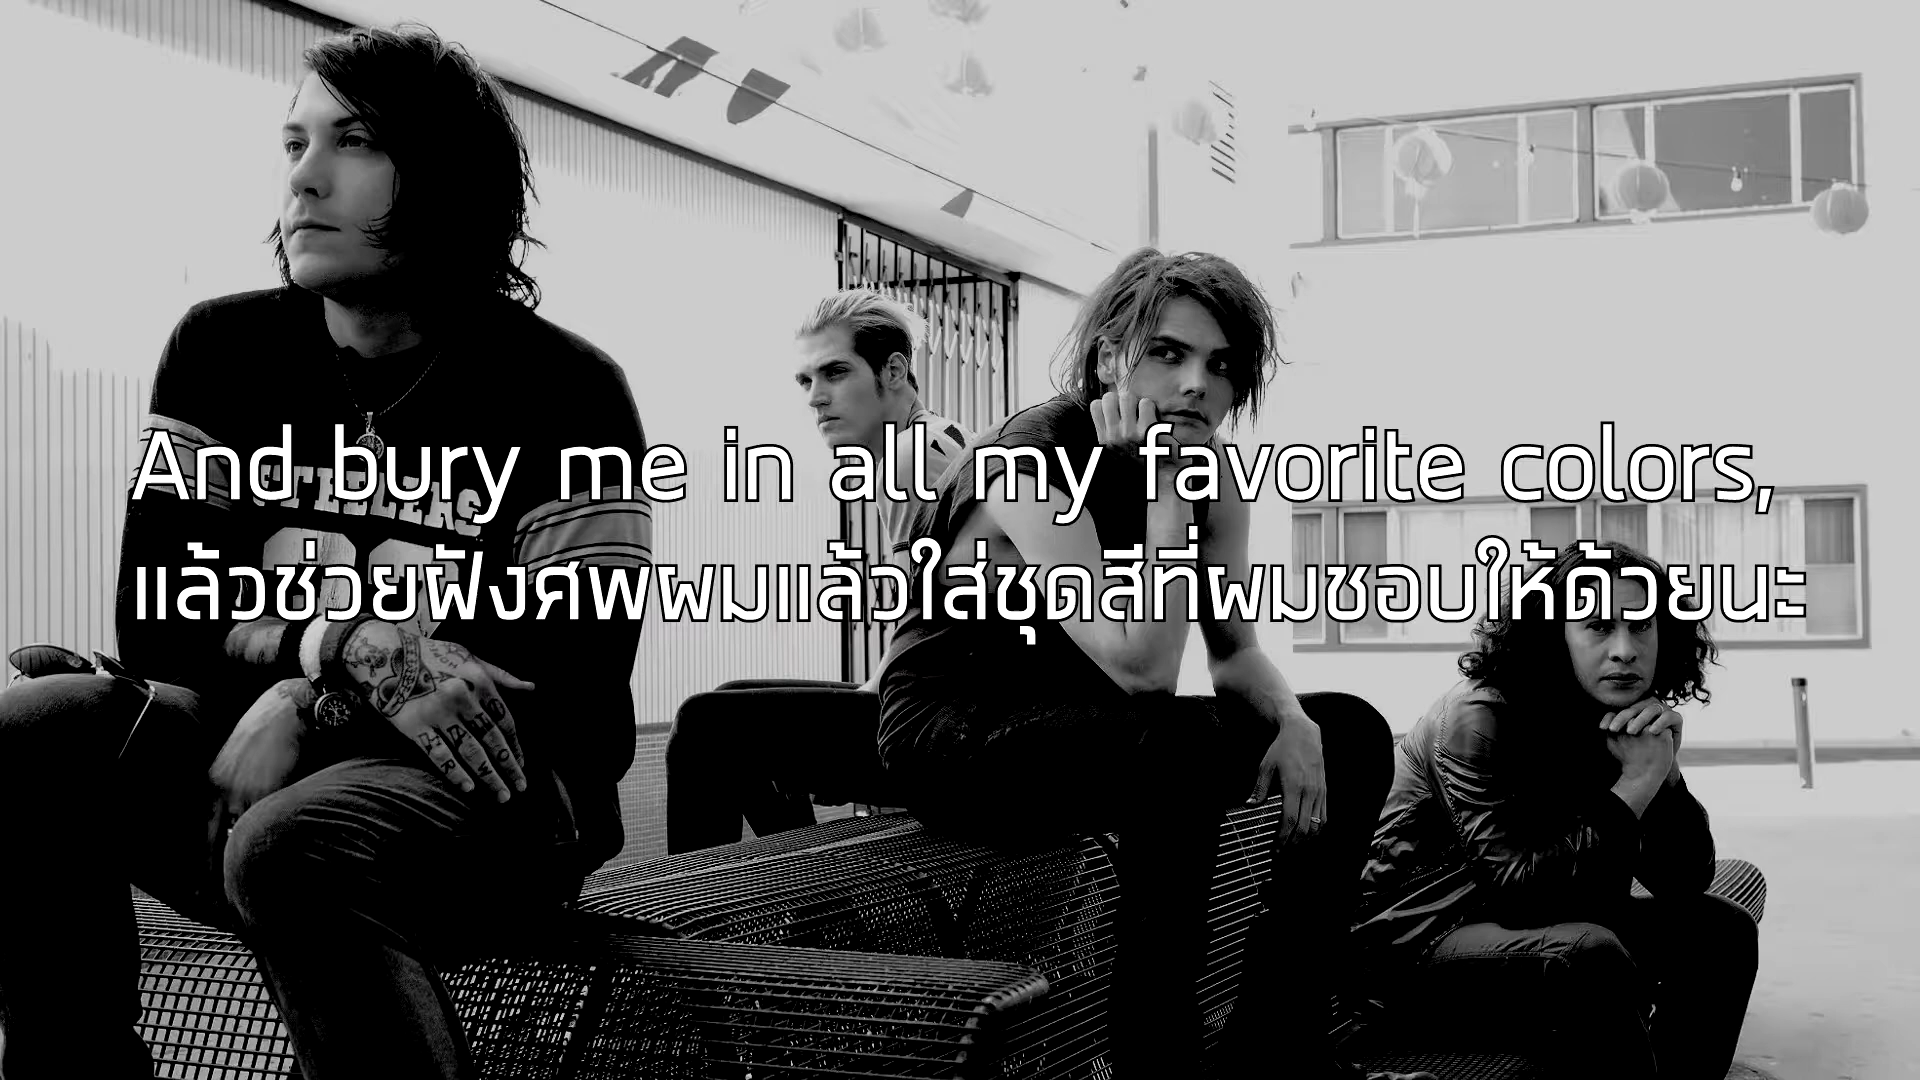 And bury me in all my favorite colors,
แล้วช่วยฝังศพผมแล้วใส่ชุดสีที่ผมชอบให้ด้วยนะ